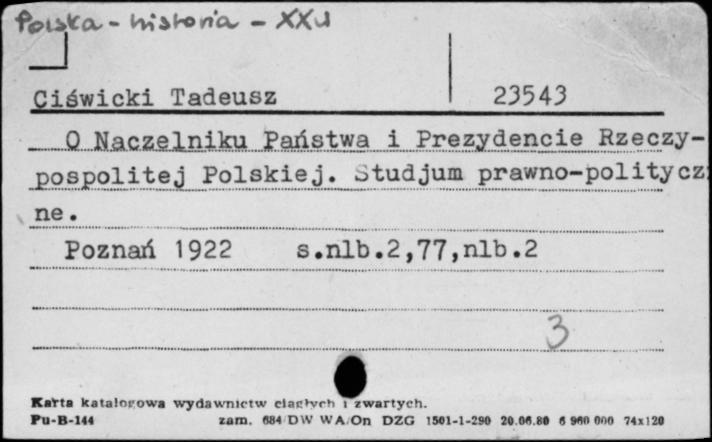 Polska - historia - XX w
Ciświcki Tadeusz 23543
O Naczelniku Państwa i Prezydencie Rzeczy-
pospolitej Polskiej. Studjum prawno-politycz
ne.
Poznań 1922 s.nlb.2,77,nlb.2
3
Karta katalogowa wydawnictw ciągłych i zwartych.
Pu-B-144 zam. 684/DW WA/On DZG 1501-1-290 20.06.80 6 960 000 74x120